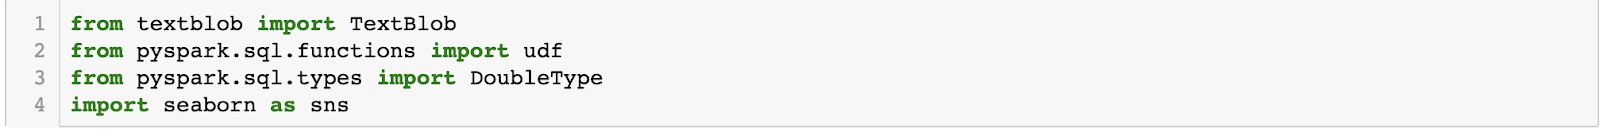 1 from textblob import TextBlob
2 from pyspark.sql.functions import udf
3 from pyspark.sql.types import DoubleType
4 import seaborn as sns